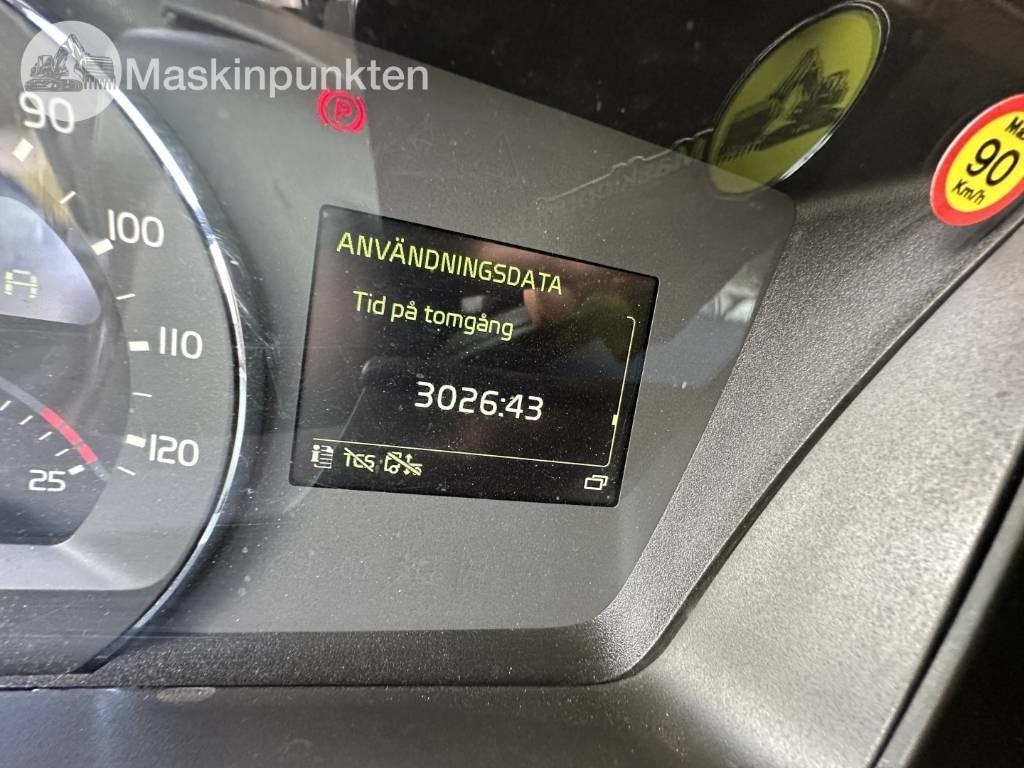 Maskinpunkten
90
100
110
120
25
ANVÄNDNINGSDATA
Tid på tomgång
3026:43
TCS
90
Km/h